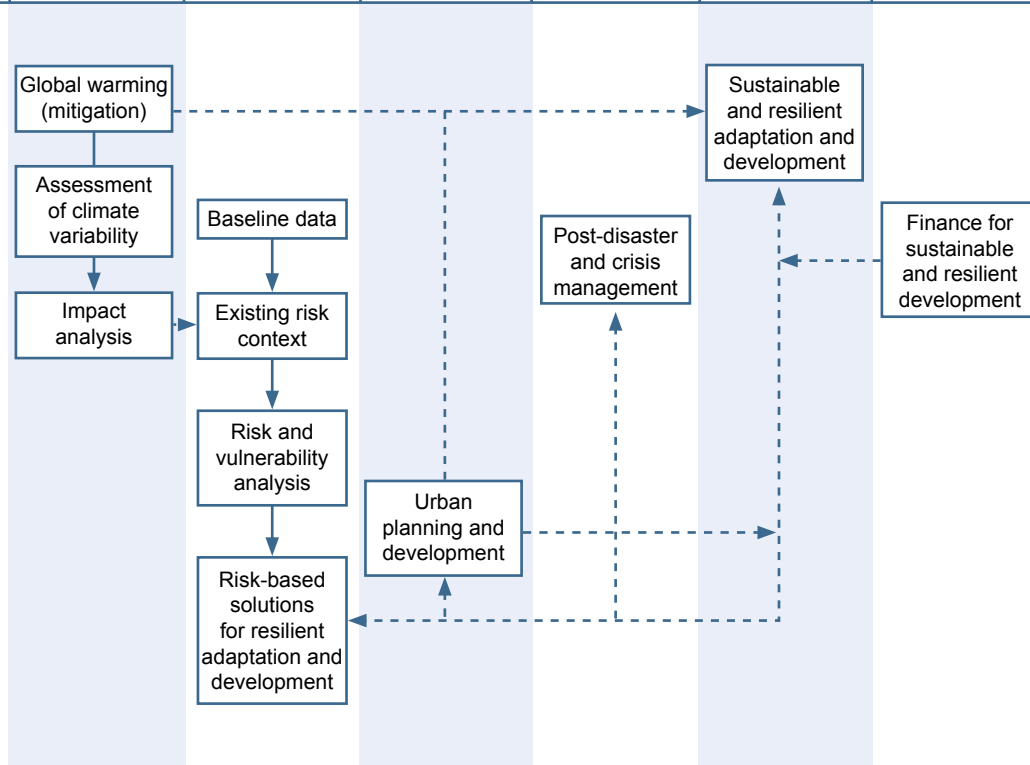 Global warming
(mitigation)
Assessment
of climate
variability
Impact
analysis
Baseline data
Existing risk
context
Risk and
vulnerability
analysis
Risk-based
solutions
for resilient
adaptation and
development
Urban
planning and
development
Post-disaster
and crisis
management
Sustainable
and resilient
adaptation and
development
Finance for
sustainable
and resilient
development